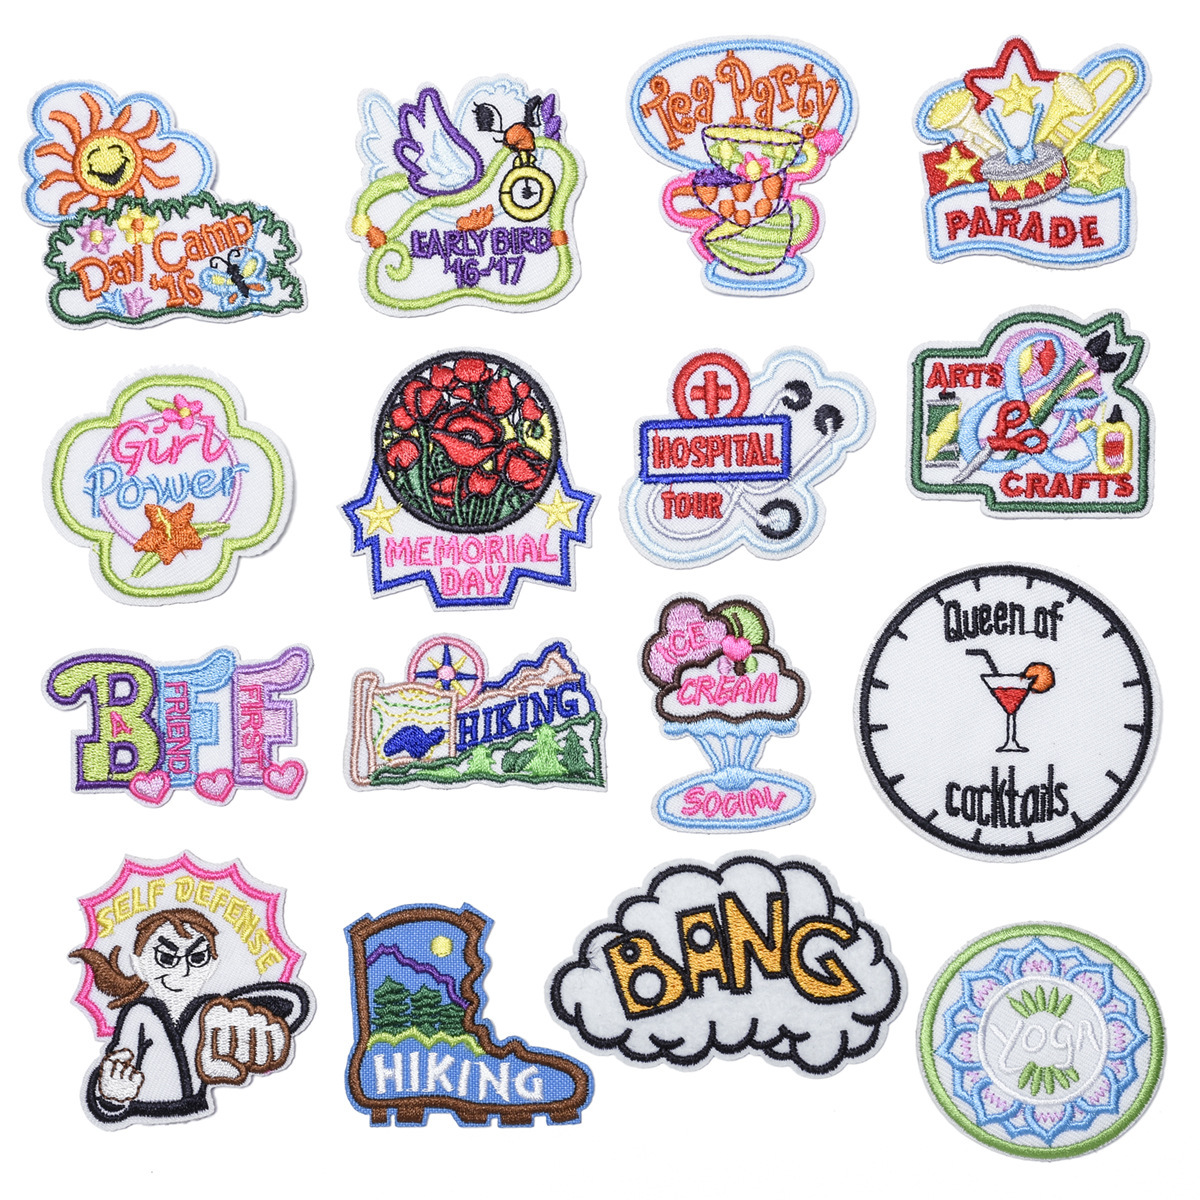 Day Camp
'16
EARLY BIRD
'16-'17
Tea Party
PARADE
Girl
Power
MEMORIAL
DAY
HOSPITAL
TOUR
ARTS
&
CRAFTS
B
4
FRIEND
FIRST
HIKING
ICE
CREAM
SOCIAL
Queen of
cocktails
SELF DEFENSE
HIKING
BANG
YOGA